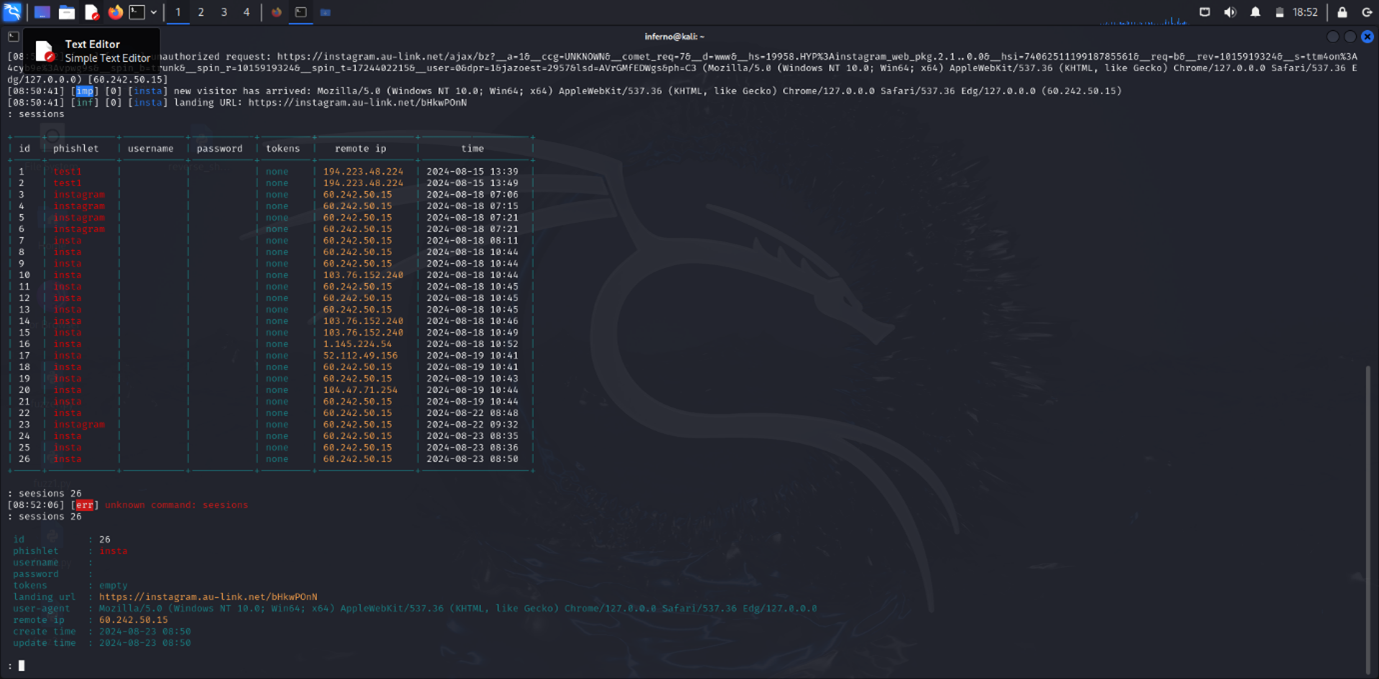 1 2 3 4 18:52
Text Editor
Simple Text Editor
inferno@kali: ~
authorized request: https://instagram.au-link.net/ajax/bz?__a=1&__ccg=UNKNOWN&__comet_req=7&__d=www&__hs=19958.HYP%3Ainstagram_web_pkg.2.1..0.0&__hsi=7406251119918785561&__req=b&__rev=1015919324&__s=ttm4on%3A
trunk&__spin_r=1015919324&__spin_t=1724402215&__user=0&dpr=1&jazoest=2957&lsd=AVrGMfEDWgs&ph=C3 (Mozilla/5.0 (Windows NT 10.0; Win64; x64) AppleWebKit/537.36 (KHTML, like Gecko) Chrome/127.0.0.0 Safari/537.36 E
dg/127.0.0.0) [60.242.50.15]
[08:50:41] [imp] [0] [insta] new visitor has arrived: Mozilla/5.0 (Windows NT 10.0; Win64; x64) AppleWebKit/537.36 (KHTML, like Gecko) Chrome/127.0.0.0 Safari/537.36 Edg/127.0.0.0 (60.242.50.15)
[08:50:41] [inf] [0] [insta] landing URL: https://instagram.au-link.net/bHkwPOnN
: sessions
| id | phishlet | username | password | tokens | remote ip | time |
| 1 | test1 | | | none | 194.223.48.224 | 2024-08-15 13:39 |
| 2 | test1 | | | none | 194.223.48.224 | 2024-08-15 13:49 |
| 3 | instagram | | | none | 60.242.50.15 | 2024-08-18 07:06 |
| 4 | instagram | | | none | 60.242.50.15 | 2024-08-18 07:15 |
| 5 | instagram | | | none | 60.242.50.15 | 2024-08-18 07:21 |
| 6 | instagram | | | none | 60.242.50.15 | 2024-08-18 07:21 |
| 7 | insta | | | none | 60.242.50.15 | 2024-08-18 08:11 |
| 8 | insta | | | none | 60.242.50.15 | 2024-08-18 10:44 |
| 9 | insta | | | none | 60.242.50.15 | 2024-08-18 10:44 |
| 10 | insta | | | none | 103.76.152.240 | 2024-08-18 10:44 |
| 11 | insta | | | none | 60.242.50.15 | 2024-08-18 10:45 |
| 12 | insta | | | none | 60.242.50.15 | 2024-08-18 10:45 |
| 13 | insta | | | none | 60.242.50.15 | 2024-08-18 10:45 |
| 14 | insta | | | none | 103.76.152.240 | 2024-08-18 10:46 |
| 15 | insta | | | none | 103.76.152.240 | 2024-08-18 10:49 |
| 16 | insta | | | none | 1.145.224.54 | 2024-08-18 10:52 |
| 17 | insta | | | none | 52.112.49.156 | 2024-08-19 10:41 |
| 18 | insta | | | none | 60.242.50.15 | 2024-08-19 10:41 |
| 19 | insta | | | none | 60.242.50.15 | 2024-08-19 10:43 |
| 20 | insta | | | none | 104.47.71.254 | 2024-08-19 10:44 |
| 21 | insta | | | none | 60.242.50.15 | 2024-08-19 10:44 |
| 22 | insta | | | none | 60.242.50.15 | 2024-08-22 08:48 |
| 23 | instagram | | | none | 60.242.50.15 | 2024-08-22 09:32 |
| 24 | insta | | | none | 60.242.50.15 | 2024-08-23 08:35 |
| 25 | insta | | | none | 60.242.50.15 | 2024-08-23 08:36 |
| 26 | insta | | | none | 60.242.50.15 | 2024-08-23 08:50 |
: seesions 26
[08:52:06] [err] unknown command: seesions
: sessions 26
id : 26
phishlet : insta
username :
password :
tokens : empty
landing url : https://instagram.au-link.net/bHkwPOnN
user-agent : Mozilla/5.0 (Windows NT 10.0; Win64; x64) AppleWebKit/537.36 (KHTML, like Gecko) Chrome/127.0.0.0 Safari/537.36 Edg/127.0.0.0
remote ip : 60.242.50.15
create time : 2024-08-23 08:50
update time : 2024-08-23 08:50
: